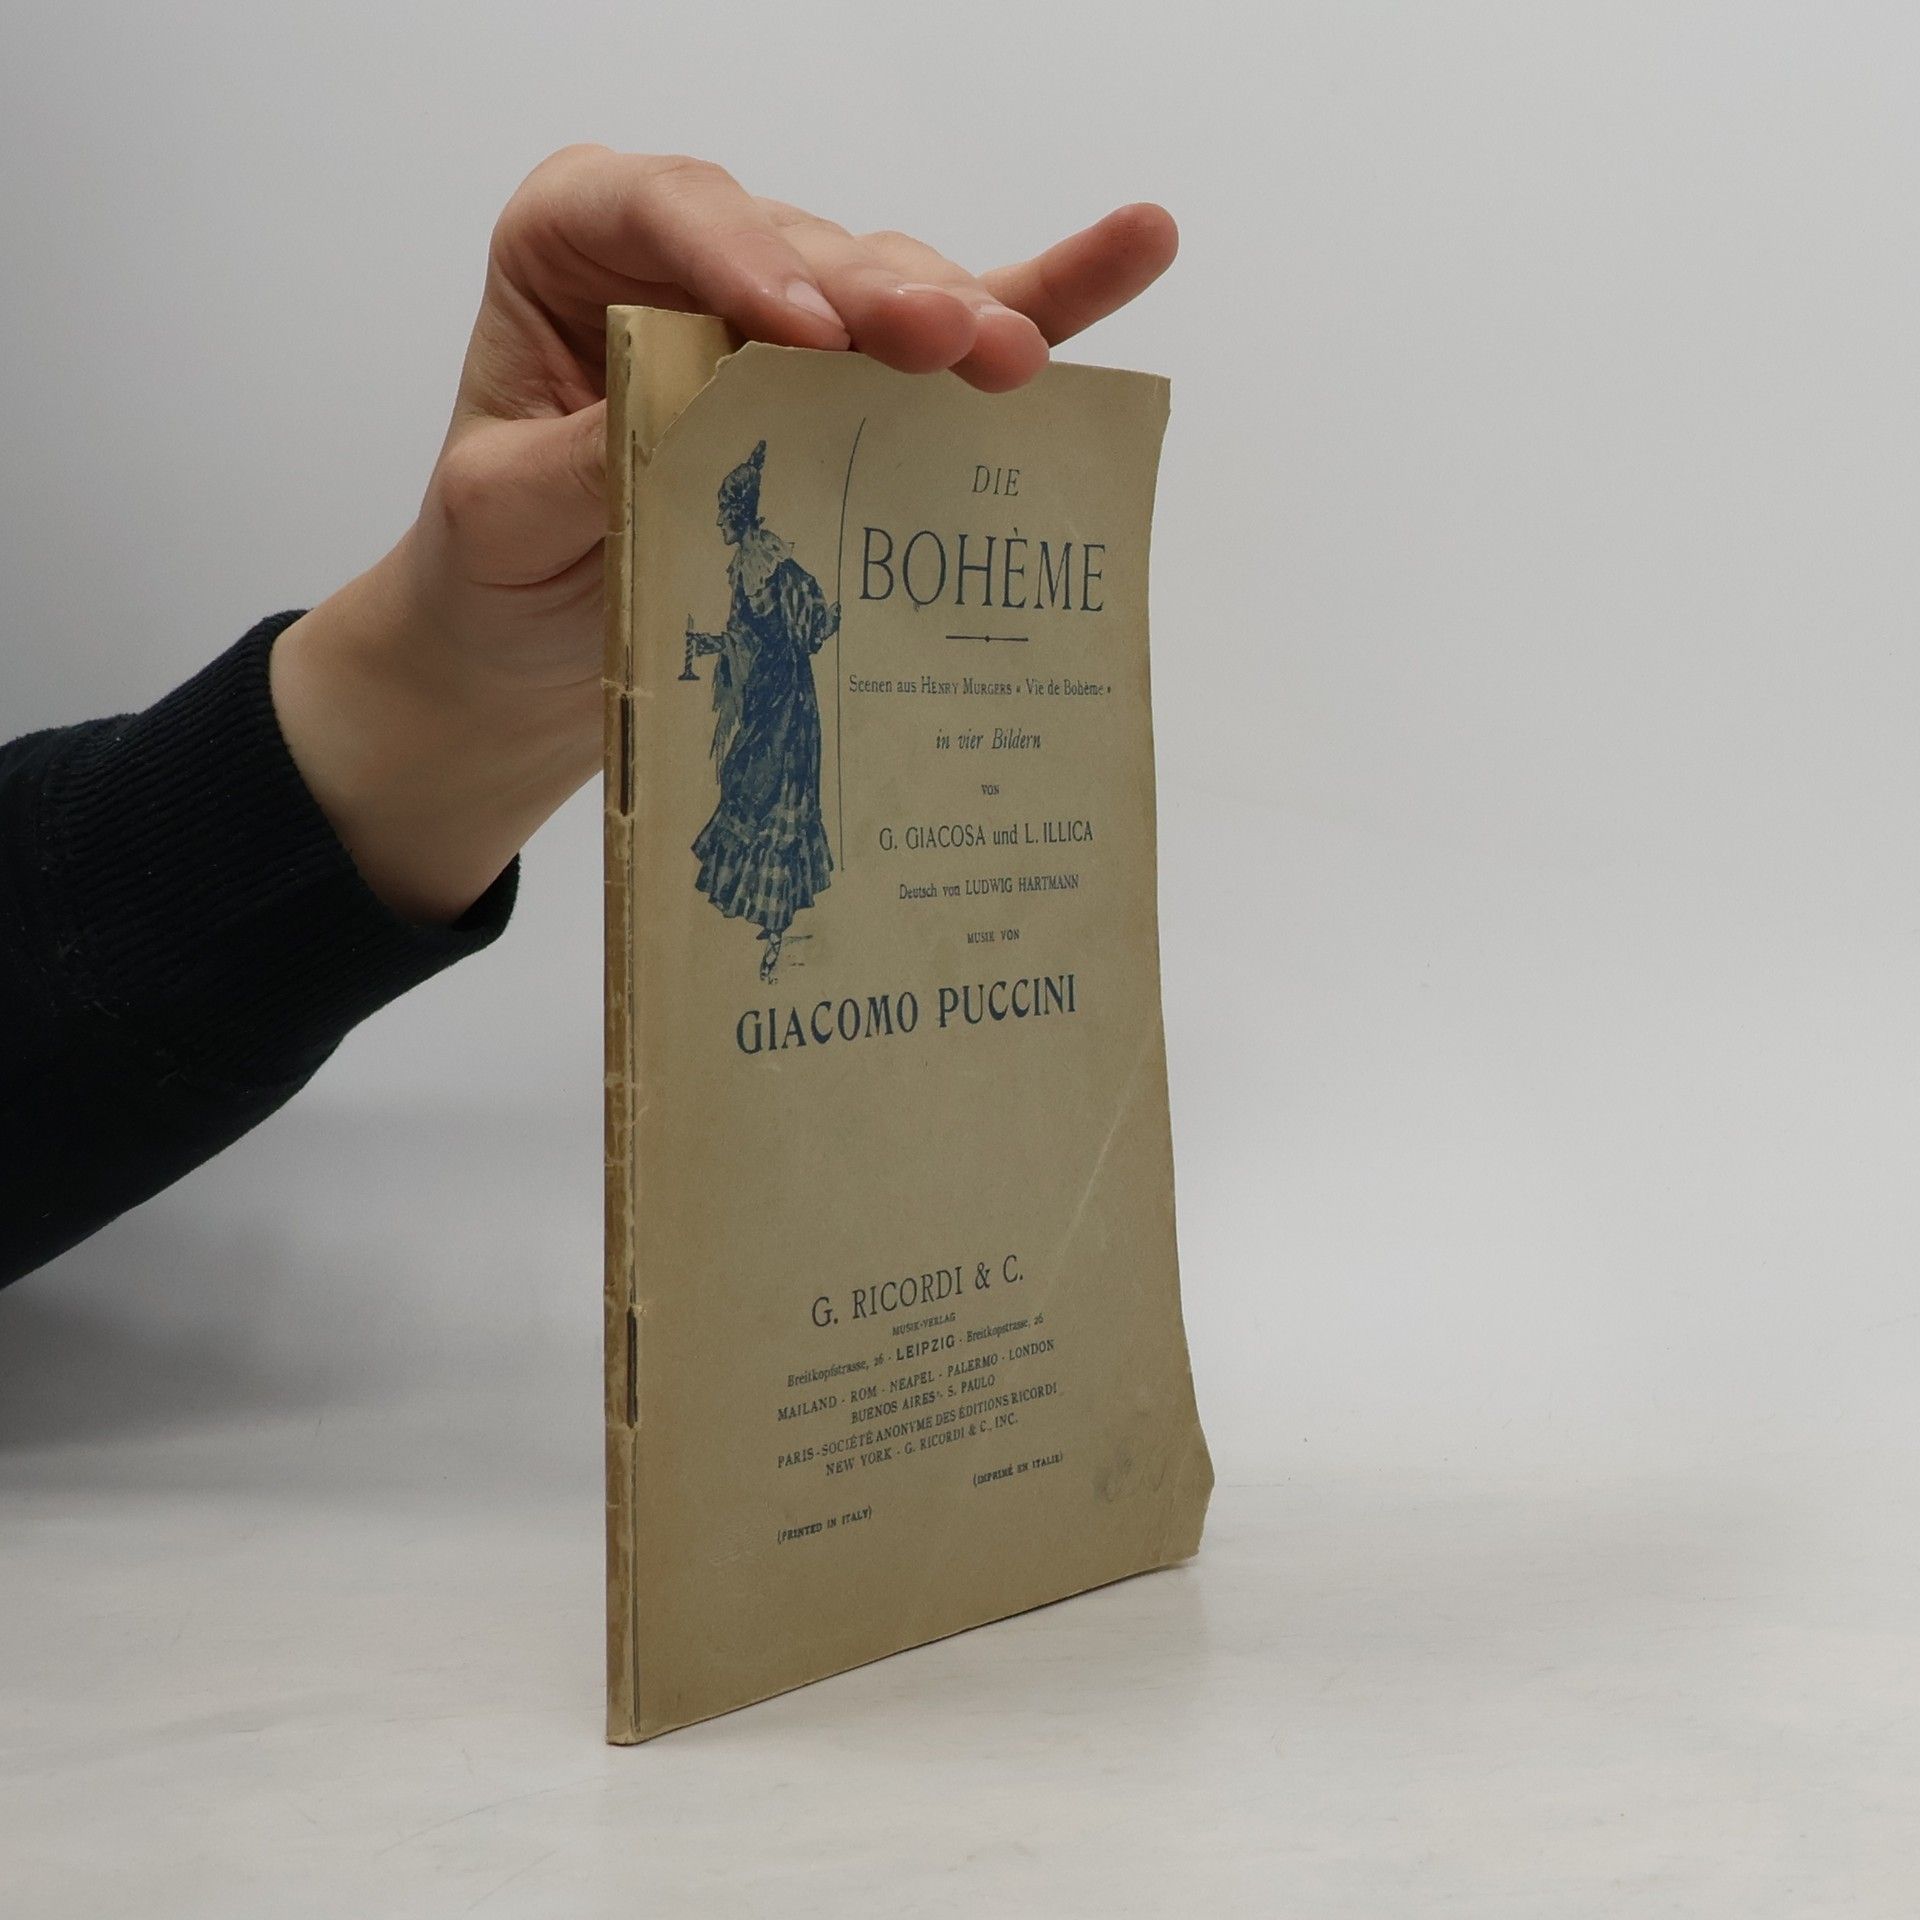 DIE
BOHÈME
Scenen aus HENRY MURGERS « Vie de Bohème »
in vier Bildern
VON
G. GIACOSA und L. ILLICA
Deutsch von LUDWIG HARTMANN
MUSIK VON
GIACOMO PUCCINI
G. RICORDI & C.
MUSIK-VERLAG
Breitkopfstrasse, 26 - LEIPZIG - Breitkopstrasse, 26
MAILAND - ROM - NEAPEL - PALERMO - LONDON
BUENOS AIRES - S. PAULO
PARIS - SOCIÉTÉ ANONYME DES ÉDITIONS RICORDI
NEW YORK - G. RICORDI & C., INC.
(PRINTED IN ITALY) (IMPRIMÉ EN ITALIE)